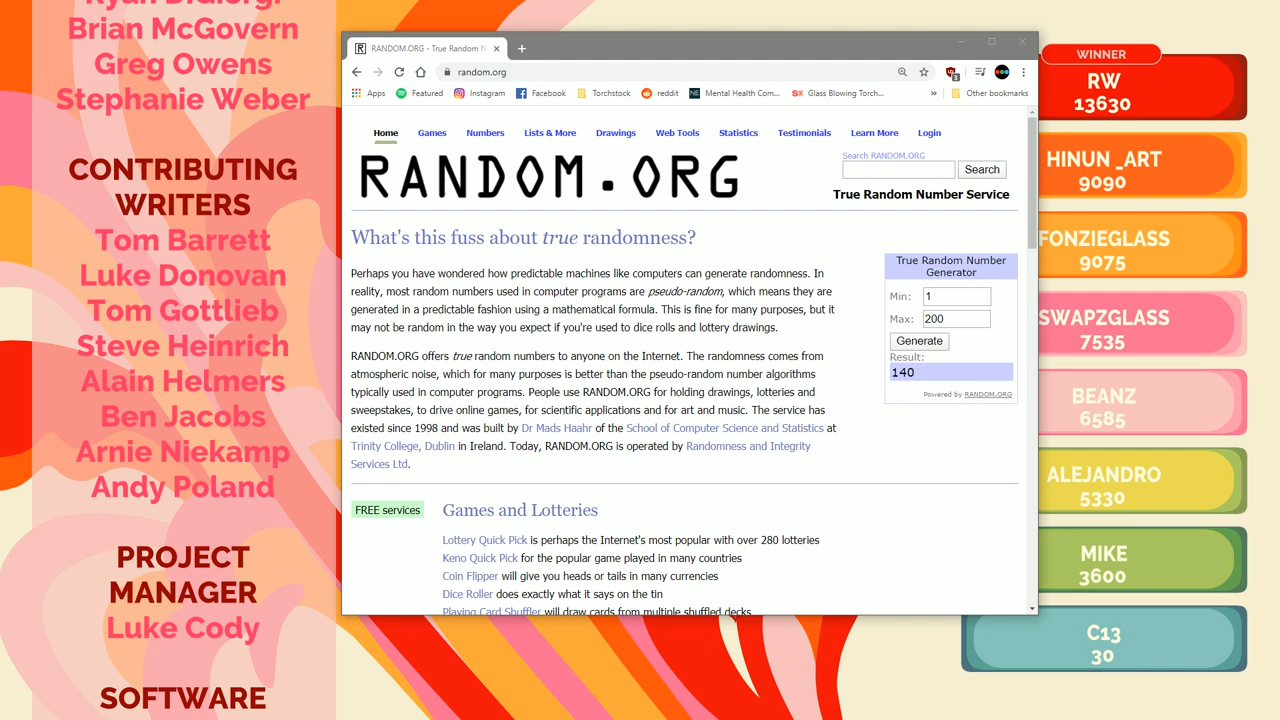 Brian McGovern
Greg Owens
Stephanie Weber
CONTRIBUTING
WRITERS
Tom Barrett
Luke Donovan
Tom Gottlieb
Steve Heinrich
Alain Helmers
Ben Jacobs
Arnie Niekamp
Andy Poland
PROJECT
MANAGER
Luke Cody
SOFTWARE
RANDOM.ORG - True Random N
random.org
Apps
Featured
Instagram
Facebook
Torchstock
reddit
Mental Health Com...
Glass Blowing Torch...
»
Other bookmarks
Home
Games
Numbers
Lists & More
Drawings
Web Tools
Statistics
Testimonials
Learn More
Login
RANDOM.ORG
Search RANDOM.ORG
Search
True Random Number Service
What's this fuss about true randomness?
Perhaps you have wondered how predictable machines like computers can generate randomness. In
reality, most random numbers used in computer programs are pseudo-random, which means they are
generated in a predictable fashion using a mathematical formula. This is fine for many purposes, but it
may not be random in the way you expect if you're used to dice rolls and lottery drawings.
RANDOM.ORG offers true random numbers to anyone on the Internet. The randomness comes from
atmospheric noise, which for many purposes is better than the pseudo-random number algorithms
typically used in computer programs. People use RANDOM.ORG for holding drawings, lotteries and
sweepstakes, to drive online games, for scientific applications and for art and music. The service has
existed since 1998 and was built by Dr Mads Haahr of the School of Computer Science and Statistics at
Trinity College, Dublin in Ireland. Today, RANDOM.ORG is operated by Randomness and Integrity
Services Ltd.
True Random Number
Generator
Min: 1
Max: 200
Generate
Result:
140
Powered by RANDOM.ORG
FREE services
Games and Lotteries
Lottery Quick Pick is perhaps the Internet's most popular with over 280 lotteries
Keno Quick Pick for the popular game played in many countries
Coin Flipper will give you heads or tails in many currencies
Dice Roller does exactly what it says on the tin
Playing Card Shuffler will draw cards from multiple shuffled decks
WINNER
RW
13630
HINUN_ART
9090
FONZIEGLASS
9075
SWAPZGLASS
7535
BEANZ
6585
ALEJANDRO
5330
MIKE
3600
C13
30